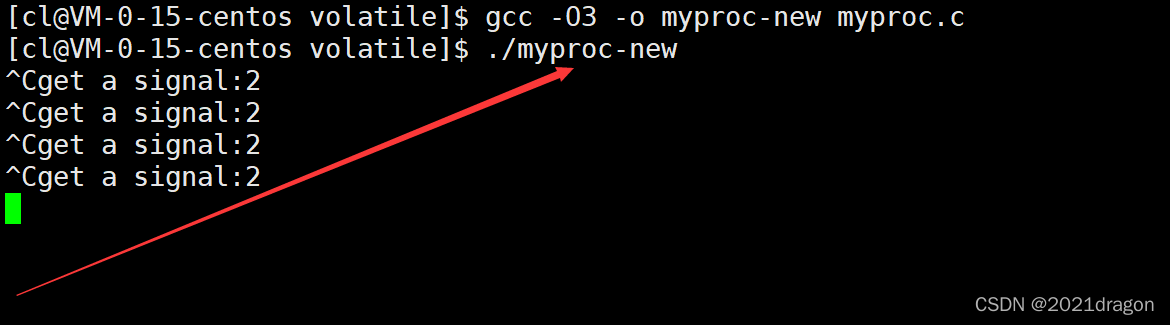 [cl@VM-0-15-centos volatile]$ gcc -O3 -o myproc-new myproc.c
[cl@VM-0-15-centos volatile]$ ./myproc-new
^Cget a signal:2
^Cget a signal:2
^Cget a signal:2
^Cget a signal:2
CSDN @2021dragon